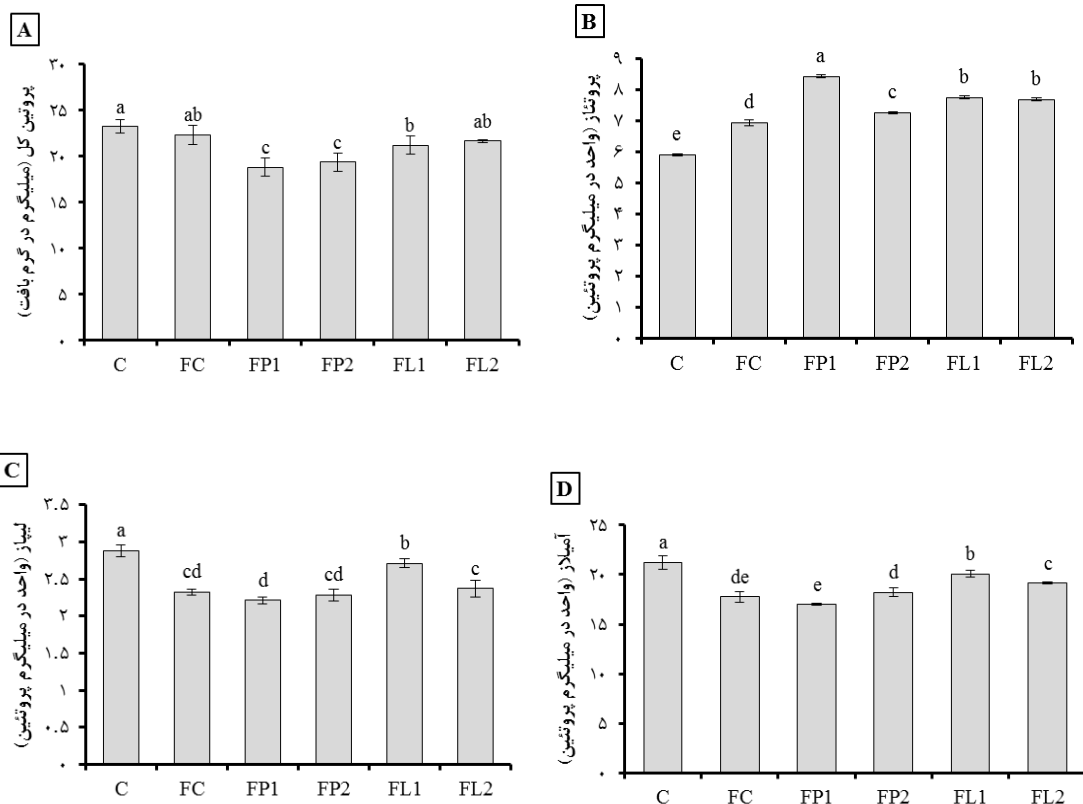 A
پروتین کل (میلیگرم در گرم بافت)
۳۰
۲۵
۲۰
۱۵
۱۰
۵
۰
a ab c c b ab
C FC FP1 FP2 FL1 FL2
B
پروتئاز (واحد در میلیگرم پروتئین)
۹
۸
۷
۶
۵
۴
۳
۲
۱
۰
e d a c b b
C FC FP1 FP2 FL1 FL2
C
لیپاز (واحد در میلیگرم پروتئین)
۳.۵
۳
۲.۵
۲
۱.۵
۱
۰.۵
۰
a cd d cd b c
C FC FP1 FP2 FL1 FL2
D
آمیلاز (واحد در میلیگرم پروتئین)
۲۵
۲۰
۱۵
۱۰
۵
۰
a de e d b c
C FC FP1 FP2 FL1 FL2